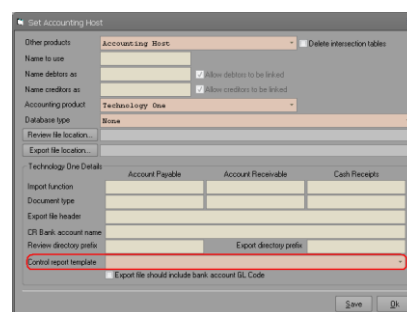 Set Accounting Host
Other products Accounting Host Delete intersection tables
Name to use
Name debtors as Allow debtors to be linked
Name creditors as Allow creditors to be linked
Accounting product Technology One
Database type None
Review file location...
Export file location...
Technology One Details
Account Payable Account Receivable Cash Receipts
Import function
Document type
Export file header
CR Bank account name
Review directory prefix Export directory prefix
Control report template
Export file should include bank account GL Code
Save Ok